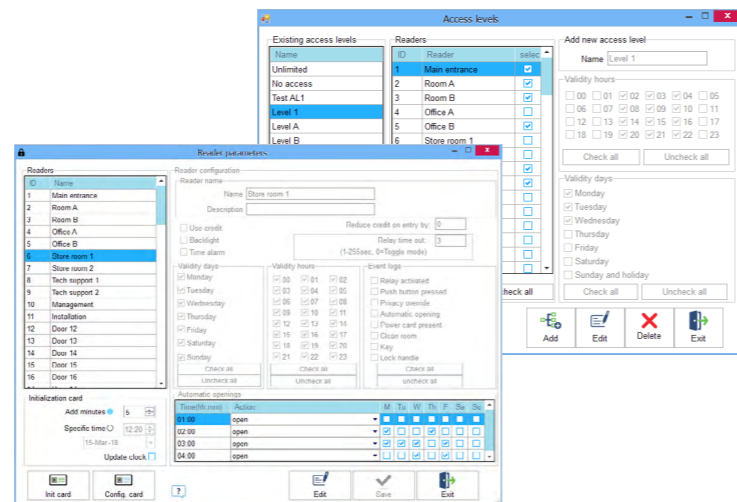 Access levels
Existing access levels
Name
Unlimited
No access
Test AL1
Level 1
Level A
Level B
Readers
ID Reader selec
1 Main entrance
2 Room A
3 Room B
4 Office A
5 Office B
6 Store room 1
Add new access level
Name Level 1
Validity hours
00 01 02 03 04 05
06 07 08 09 10 11
12 13 14 15 16 17
18 19 20 21 22 23
Check all Uncheck all
Validity days
Monday
Tuesday
Wednesday
Thursday
Friday
Saturday
Sunday and holiday
Check all Uncheck all
heck all
Add Edit Delete Exit
Reader parameters
Readers
ID Name
1 Main entrance
2 Room A
3 Room B
4 Office A
5 Office B
6 Store room 1
7 Store room 2
8 Tech support 1
9 Tech support 2
10 Management
11 Installation
12 Door 12
13 Door 13
14 Door 14
15 Door 15
16 Door 16
Reader configuration
Reader name
Name Store room 1
Description
Use credit
Backlight
Time alarm
Reduce credit on entry by: 0
Relay time out: 3
(1-255sec, 0=Toggle mode)
Validity days
Monday
Tuesday
Wednesday
Thursday
Friday
Saturday
Sunday
Check all
Uncheck all
Validity hours
00 01 02
03 04 05
06 07 08
09 10 11
12 13 14
15 16 17
18 19 20
21 22 23
Check all
Uncheck all
Event logs
Relay activated
Push button pressed
Privacy override
Automatic opening
Power card present
Clean room
Key
Lock handle
Check all
uncheck all
Initialization card
Add minutes 5
Specific time 12:20
15-Mar-18
Update clock
Automatic openings
Time(hh:mm) Action M Tu W Th F Sa Su
01:00 open
02:00 open
03:00 open
04:00 open
Init card Config. card ? Edit Save Exit